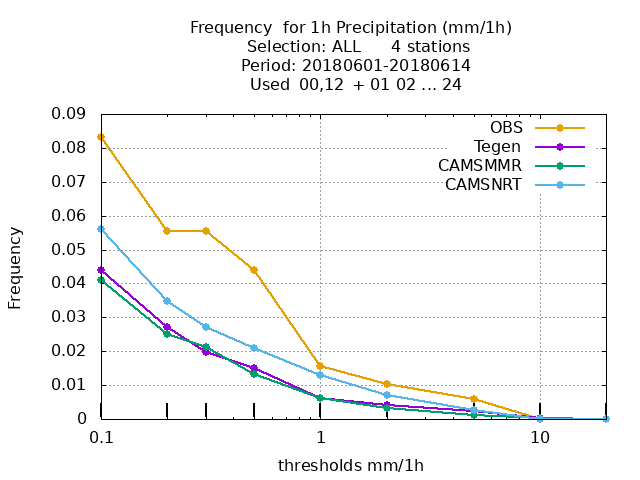 Frequency  for 1h Precipitation (mm/1h)
Selection: ALL      4 stations
Period: 20180601-20180614
Used  00,12  + 01 02 ... 24
0.09
0.08
0.07
0.06
0.05
0.04
0.03
0.02
0.01
0
Frequency
OBS
Tegen
CAMSMMR
CAMSNRT
0.1
1
10
thresholds mm/1h